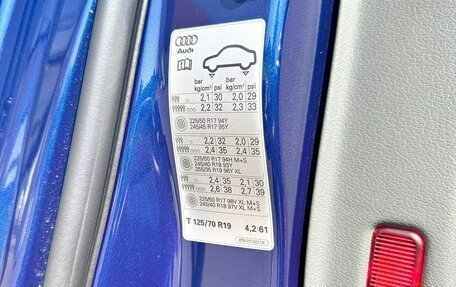 Audi
bar
kg/cm² psi
bar
kg/cm² psi
2,1 30 2,0 29
2,2 32 2,3 33
225/50 R17 94Y
245/45 R17 95Y
2,2 32 2,0 29
2,4 35 2,4 35
225/50 R17 94H M+S
245/40 R18 93Y
255/35 R19 96Y XL
2,4 35 2,1 30
2,6 38 2,7 39
225/50 R17 98V XL M+S
245/40 R18 97V XL M+S
T 125/70 R19 4,2 61